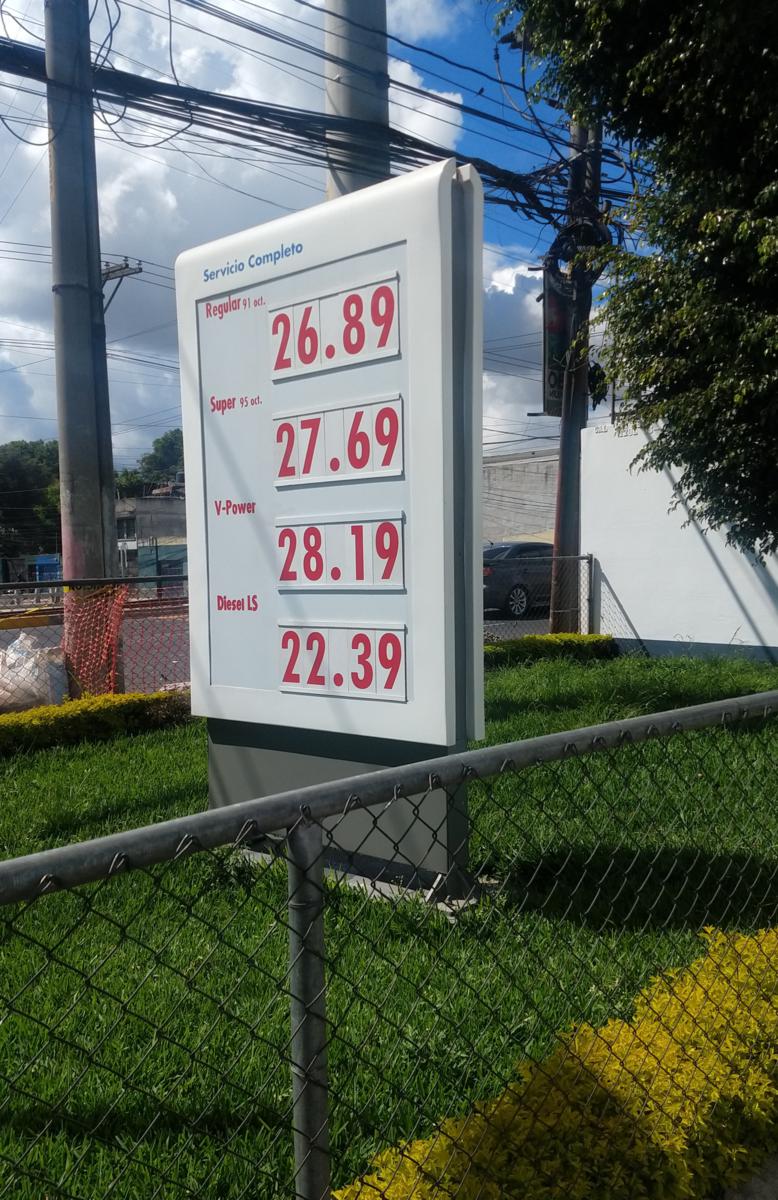 Servicio Completo
Regular 91 oct.
26.89
Super 95 oct.
27.69
V-Power
28.19
Diesel LS
22.39